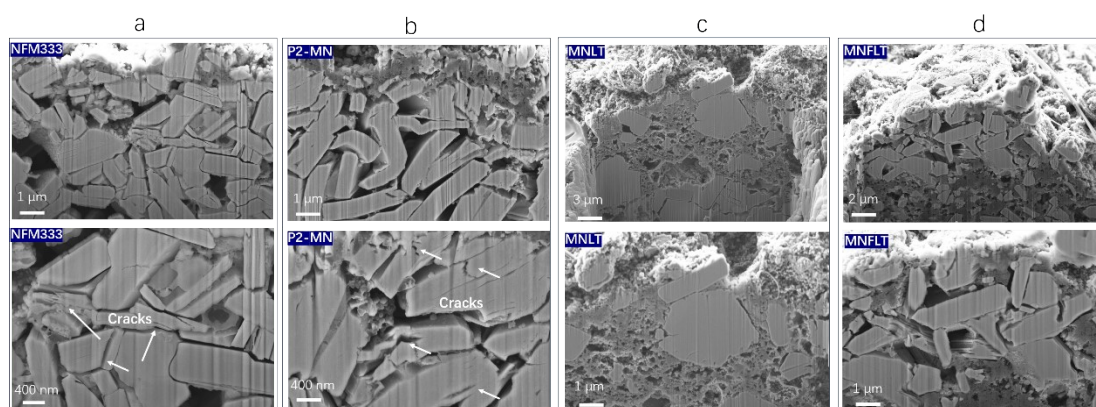 a
b
c
d
NFM333
1 μm
P2-MN
1 μm
MNLT
3 μm
MNFLT
2 μm
NFM333
Cracks
400 nm
P2-MN
Cracks
400 nm
MNLT
1 μm
MNFLT
1 μm